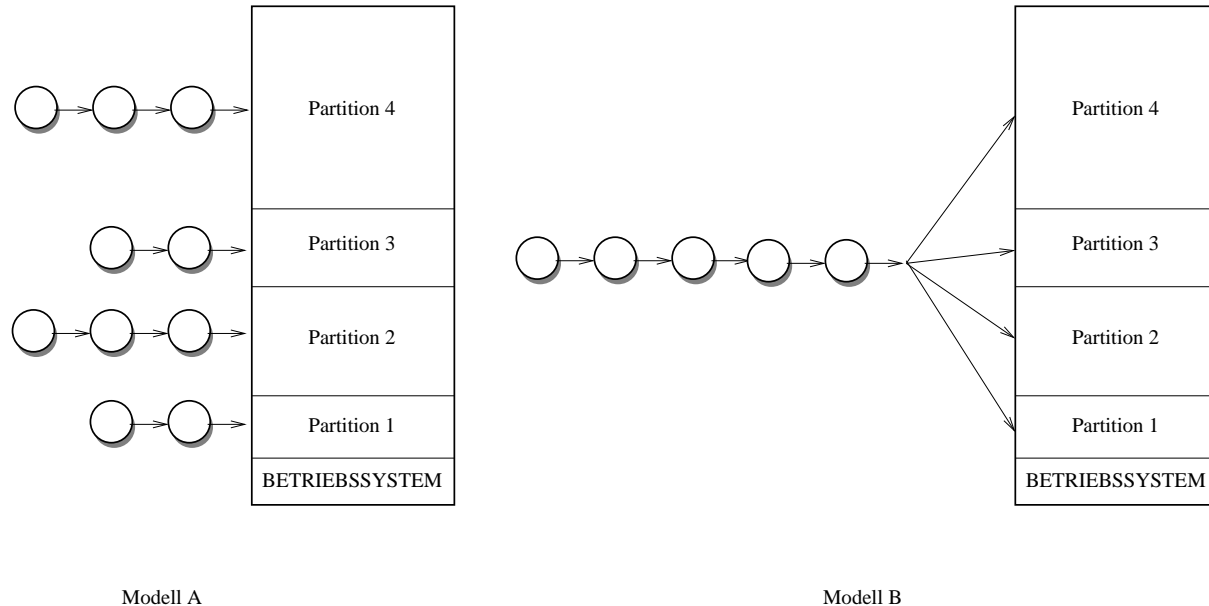 Partition 4
Partition 3
Partition 2
Partition 1
BETRIEBSSYSTEM
Modell A
Partition 4
Partition 3
Partition 2
Partition 1
BETRIEBSSYSTEM
Modell B